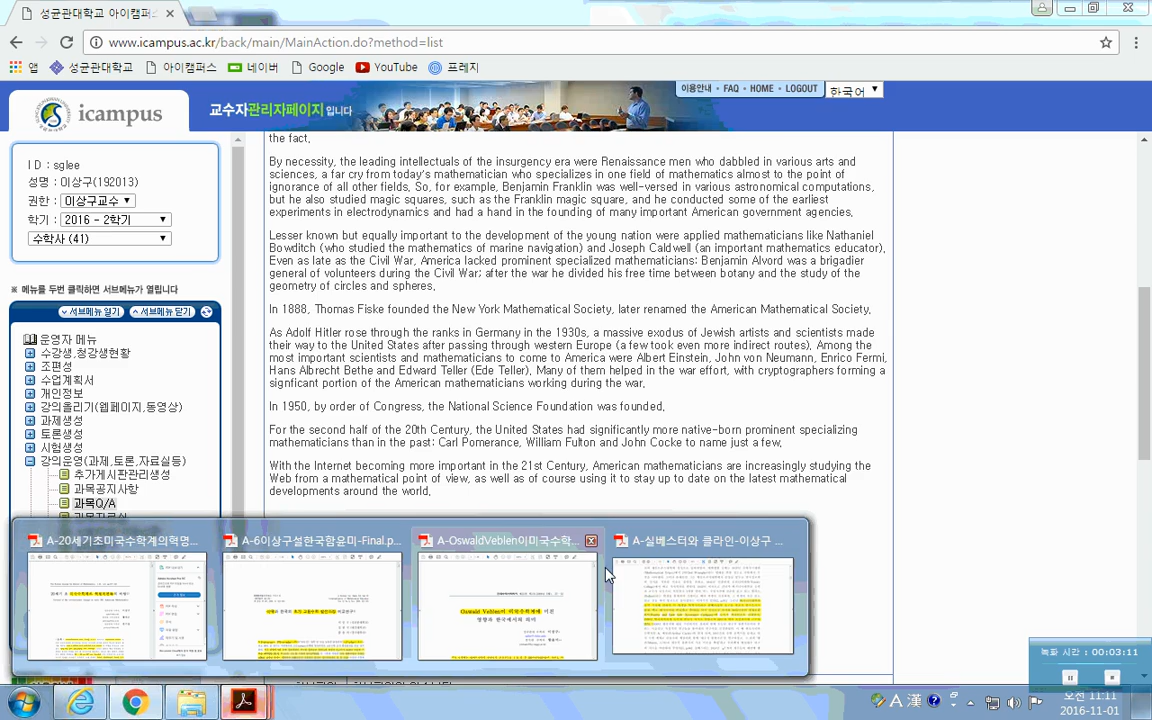 성균관대학교 아이캠퍼스
www.icampus.ac.kr/back/main/MainAction.do?method=list
앱 성균관대학교 아이캠퍼스 네이버 Google YouTube 프레지
icampus
교수자관리자페이지입니다
이용안내 · FAQ · HOME · LOGOUT
한국어
ID : sglee
성명 : 이상구(192013)
권한 : 이상구교수
학기 : 2016 - 2학기
수학사 (41)
※ 메뉴를 두번 클릭하면 서브메뉴가 열립니다
서브메뉴 열기 서브메뉴 닫기
운영자 메뉴
수강생,청강생현황
조편성
수업계획서
개인정보
강의올리기(웹페이지,동영상)
과제생성
토론생성
시험생성
강의운영(과제,토론,자료실등)
추가게시판관리생성
과목공지사항
과목Q/A
the fact.
By necessity, the leading intellectuals of the insurgency era were Renaissance men who dabbled in various arts and
sciences, a far cry from today's mathematician who specializes in one field of mathematics almost to the point of
ignorance of all other fields. So, for example, Benjamin Franklin was well-versed in various astronomical computations,
but he also studied magic squares, such as the Franklin magic square, and he conducted some of the earliest
experiments in electrodynamics and had a hand in the founding of many important American government agencies.
Lesser known but equally important to the development of the young nation were applied mathematicians like Nathaniel
Bowditch (who studied the mathematics of marine navigation) and Joseph Caldwell (an important mathematics educator).
Even as late as the Civil War, America lacked prominent specialized mathematicians: Benjamin Alvord was a brigadier
general of volunteers during the Civil War; after the war he divided his free time between botany and the study of the
geometry of circles and spheres.
In 1888, Thomas Fiske founded the New York Mathematical Society, later renamed the American Mathematical Society.
As Adolf Hitler rose through the ranks in Germany in the 1930s, a massive exodus of Jewish artists and scientists made
their way to the United States after passing through western Europe (a few took even more indirect routes). Among the
most important scientists and mathematicians to come to America were Albert Einstein, John von Neumann, Enrico Fermi,
Hans Albrecht Bethe and Edward Teller (Ede Teller). Many of them helped in the war effort, with cryptographers forming a
signficant portion of the American mathematicians working during the war.
In 1950, by order of Congress, the National Science Foundation was founded.
For the second half of the 20th Century, the United States had significantly more native-born prominent specializing
mathematicians than in the past: Carl Pomerance, William Fulton and John Cocke to name just a few.
With the Internet becoming more important in the 21st Century, American mathematicians are increasingly studying the
Web from a mathematical point of view, as well as of course using it to stay up to date on the latest mathematical
developments around the world.
A-20세기초미국수학계의혁명... A-6이상구설한국함윤미-Final.p... A-OswaldVeblen이미국수학... A-실베스터와 클라인-이상구 ...
Oswald Veblen이 미국수학계에 미친
영향과 한국에서의 의미
녹화 시간 : 00:03:11
A 漢
오전 11:11
2016-11-01